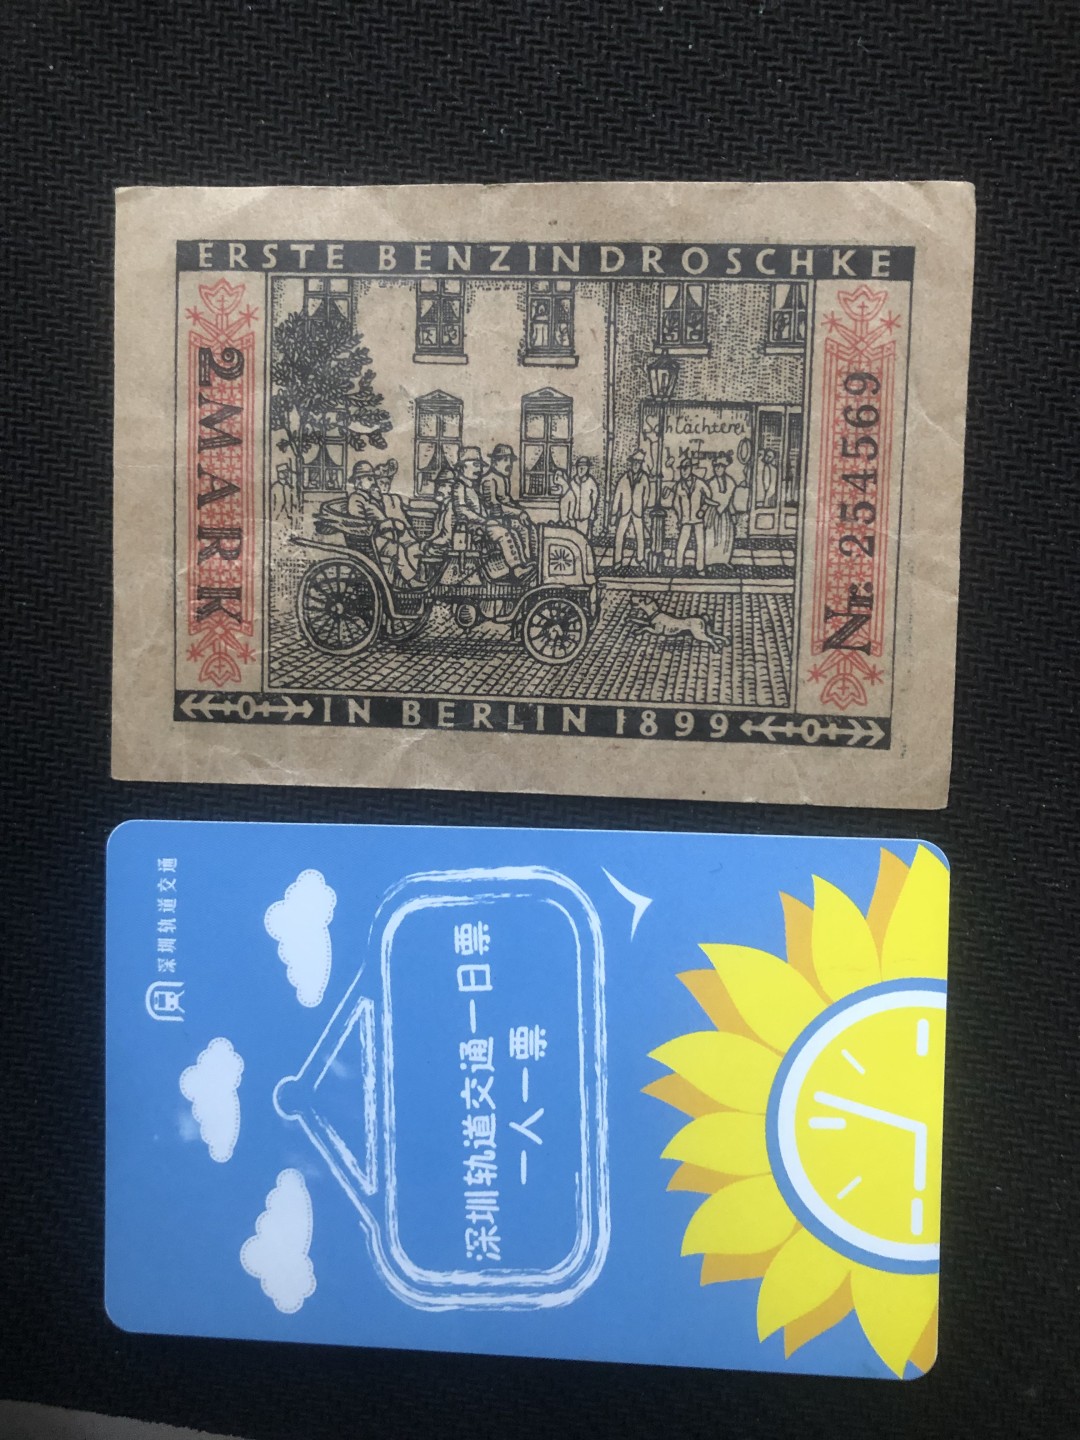 ERSTE BENZINDROSCHKE
2 MARK
Schlächterei
Nr. 254569
IN BERLIN 1899
深圳轨道交通
深圳轨道交通一日票
一人一票